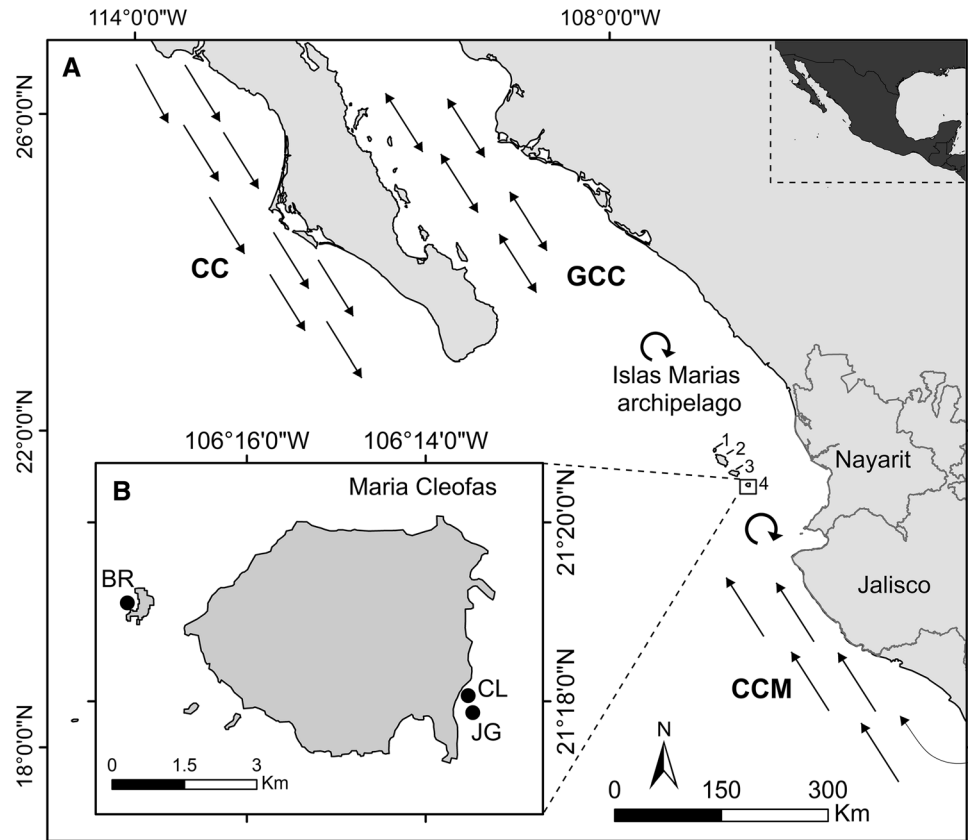 114°0'0"W
108°0'0"W
A
26°0'0"N
CC
GCC
Islas Marias
archipelago
22°0'0"N
106°16'0"W
106°14'0"W
1
2
3
4
Nayarit
B
Maria Cleofas
21°20'0"N
BR
Jalisco
CL
JG
21°18'0"N
CCM
18°0'0"N
0 1.5 3
Km
N
0 150 300
Km